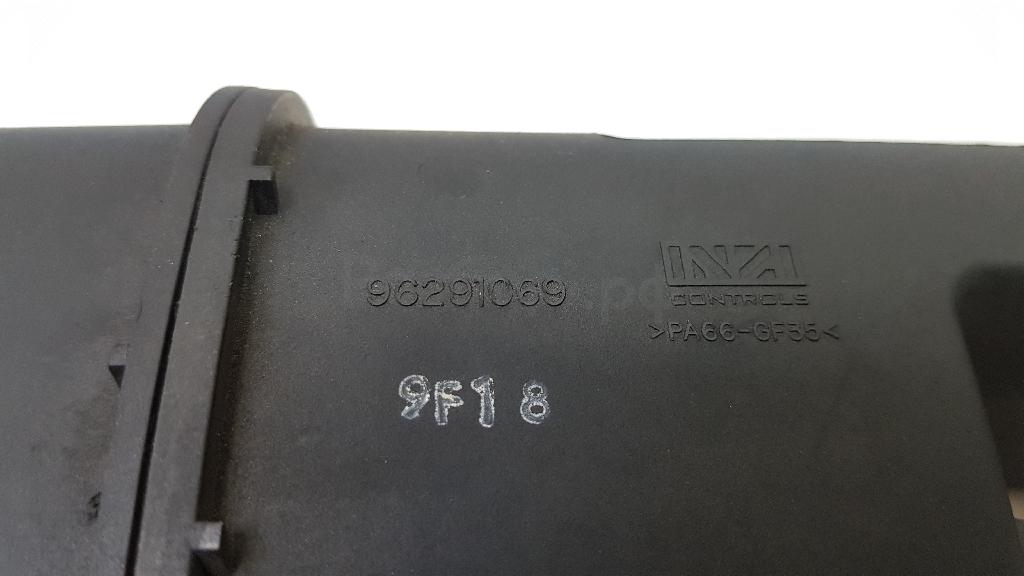 96291069
INZI
CONTROLS
>PA66-GF35<
9F18